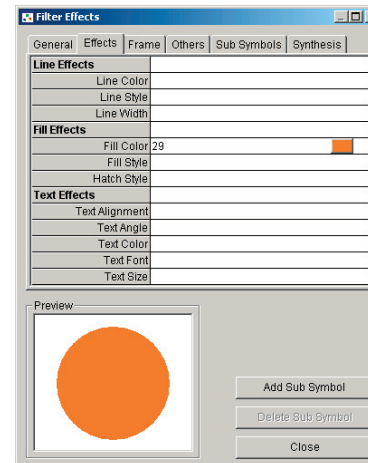 Filter Effects
General Effects Frame Others Sub Symbols Synthesis
Line Effects
Line Color
Line Style
Line Width
Fill Effects
Fill Color 29
Fill Style
Hatch Style
Text Effects
Text Alignment
Text Angle
Text Color
Text Font
Text Size
Preview
Add Sub Symbol
Delete Sub Symbol
Close